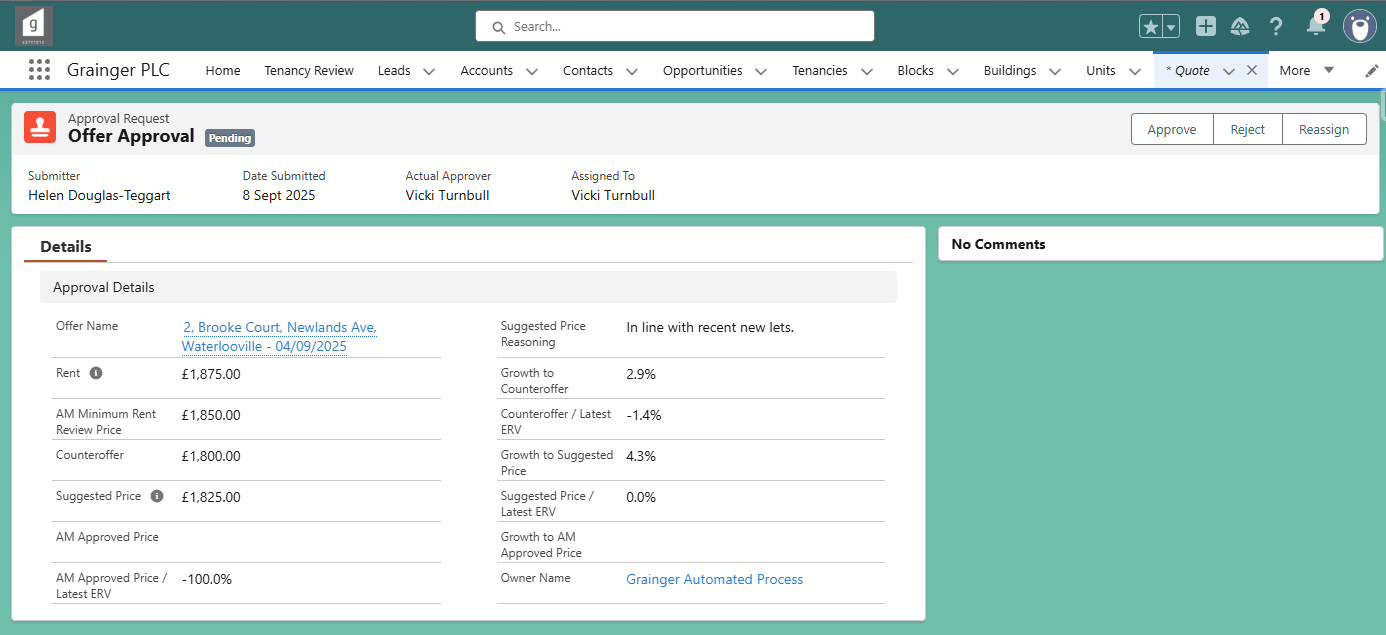 g
Search...
1
Grainger PLC
Home
Tenancy Review
Leads
Accounts
Contacts
Opportunities
Tenancies
Blocks
Buildings
Units
* Quote
More
Approval Request
Offer Approval
Pending
Approve
Reject
Reassign
Submitter
Helen Douglas-Teggart
Date Submitted
8 Sept 2025
Actual Approver
Vicki Turnbull
Assigned To
Vicki Turnbull
Details
Approval Details
Offer Name
2, Brooke Court, Newlands Ave,
Waterlooville - 04/09/2025
Rent
£1,875.00
AM Minimum Rent
Review Price
£1,850.00
Counteroffer
£1,800.00
Suggested Price
£1,825.00
AM Approved Price
AM Approved Price /
Latest ERV
-100.0%
Suggested Price
Reasoning
In line with recent new lets.
Growth to
Counteroffer
2.9%
Counteroffer / Latest
ERV
-1.4%
Growth to Suggested
Price
4.3%
Suggested Price /
Latest ERV
0.0%
Growth to AM
Approved Price
Owner Name
Grainger Automated Process
No Comments